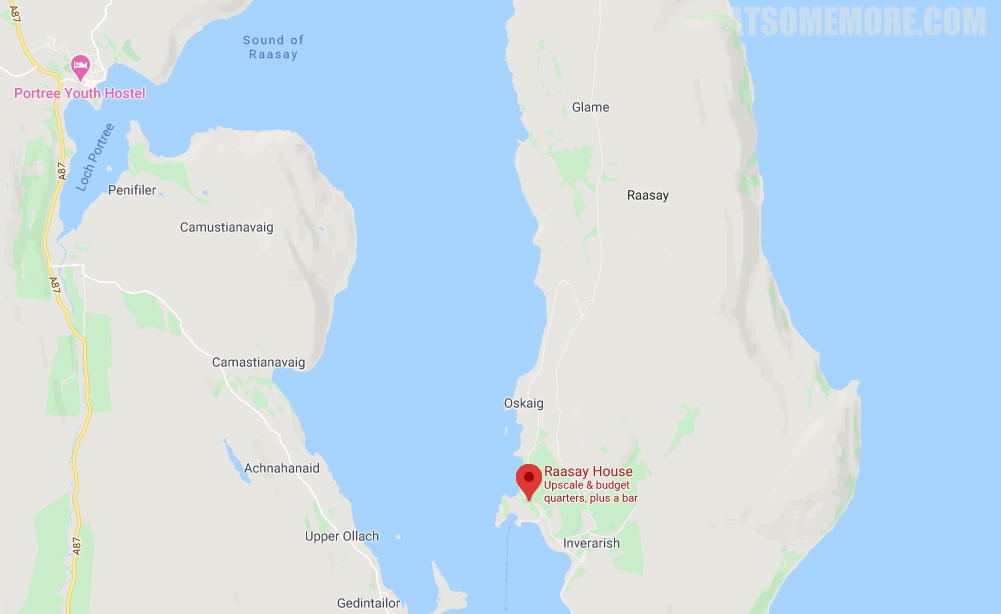 A87
ATSOMEMORE.COM
Sound of
Raasay
Portree Youth Hostel
Glame
Loch Portree
A87
Penifiler
Raasay
Camustianavaig
A87
Camastianavaig
Oskaig
Achnahanaid
Raasay House
Upscale & budget
quarters, plus a bar
Upper Ollach
Inverarish
A87
Gedintailor